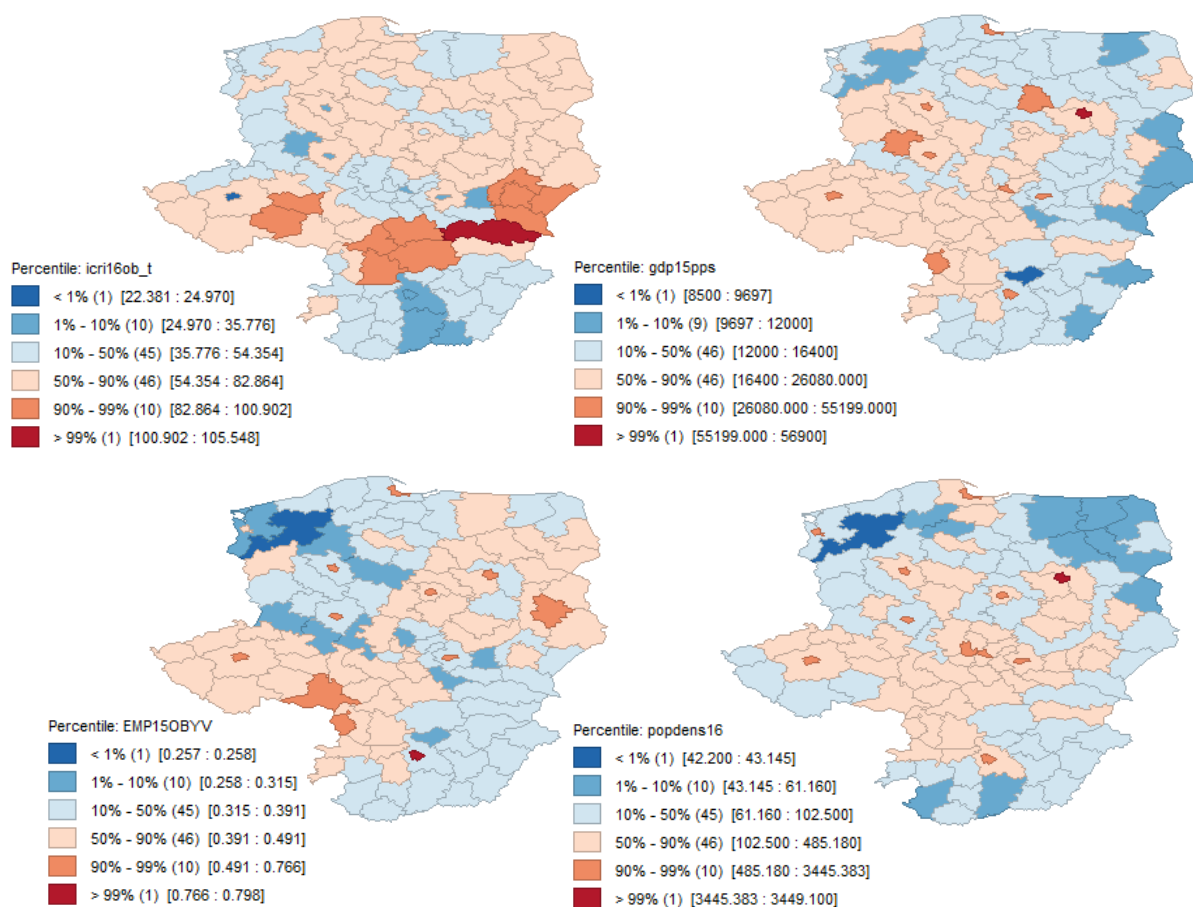 Percentile: icri16ob_t
< 1% (1) [22.381 : 24.970]
1% - 10% (10) [24.970 : 35.776]
10% - 50% (45) [35.776 : 54.354]
50% - 90% (46) [54.354 : 82.864]
90% - 99% (10) [82.864 : 100.902]
> 99% (1) [100.902 : 105.548]
Percentile: gdp15pps
< 1% (1) [8500 : 9697]
1% - 10% (9) [9697 : 12000]
10% - 50% (46) [12000 : 16400]
50% - 90% (46) [16400 : 26080.000]
90% - 99% (10) [26080.000 : 55199.000]
> 99% (1) [55199.000 : 56900]
Percentile: EMP15OBYV
< 1% (1) [0.257 : 0.258]
1% - 10% (10) [0.258 : 0.315]
10% - 50% (45) [0.315 : 0.391]
50% - 90% (46) [0.391 : 0.491]
90% - 99% (10) [0.491 : 0.766]
> 99% (1) [0.766 : 0.798]
Percentile: popdens16
< 1% (1) [42.200 : 43.145]
1% - 10% (10) [43.145 : 61.160]
10% - 50% (45) [61.160 : 102.500]
50% - 90% (46) [102.500 : 485.180]
90% - 99% (10) [485.180 : 3445.383]
> 99% (1) [3445.383 : 3449.100]